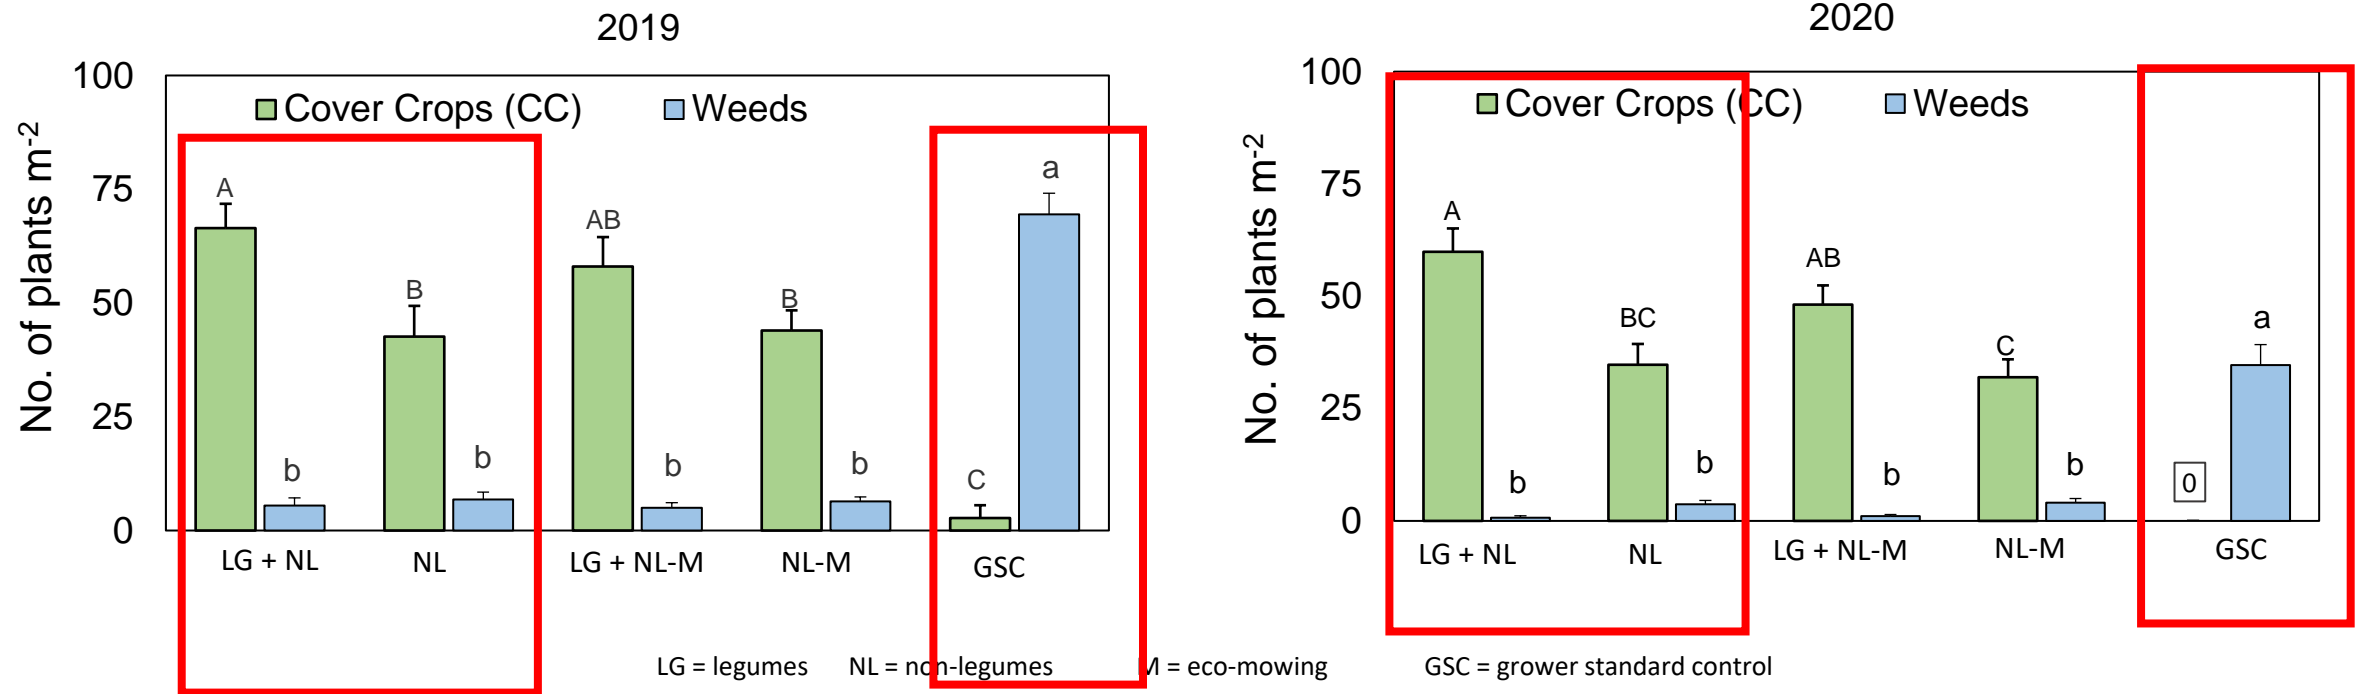 2019
100
75
50
25
0
No. of plants m-2
Cover Crops (CC) Weeds
A
b
B
b
AB
b
B
b
C
a
LG + NL NL LG + NL-M NL-M GSC
2020
100
75
50
25
0
No. of plants m-2
Cover Crops (CC) Weeds
A
b
BC
b
AB
b
C
b
0
a
LG + NL NL LG + NL-M NL-M GSC
LG = legumes NL = non-legumes M = eco-mowing GSC = grower standard control